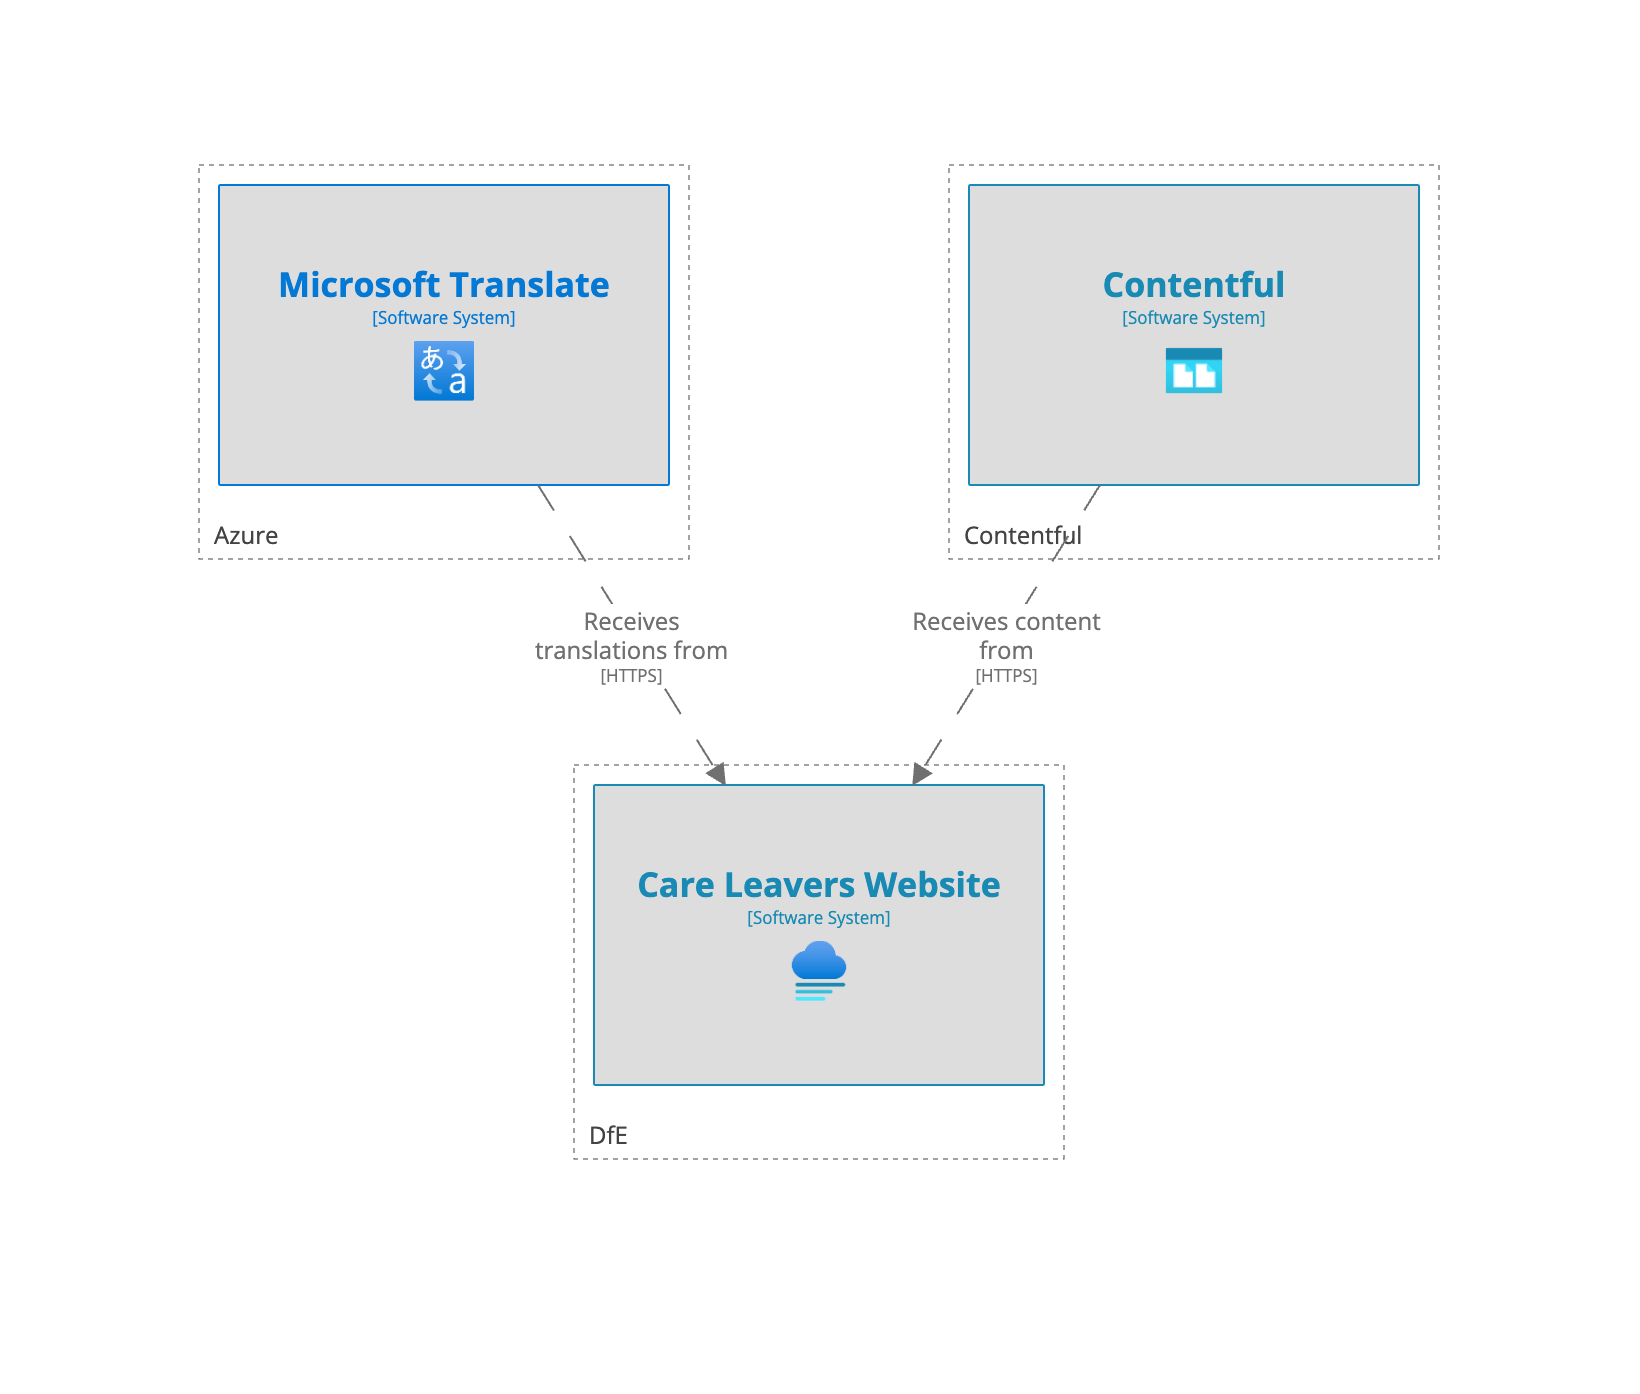 Microsoft Translate
[Software System]
あ
a
Azure
Contentful
[Software System]
Contentful
Receives
translations from
[HTTPS]
Receives content
from
[HTTPS]
Care Leavers Website
[Software System]
DfE